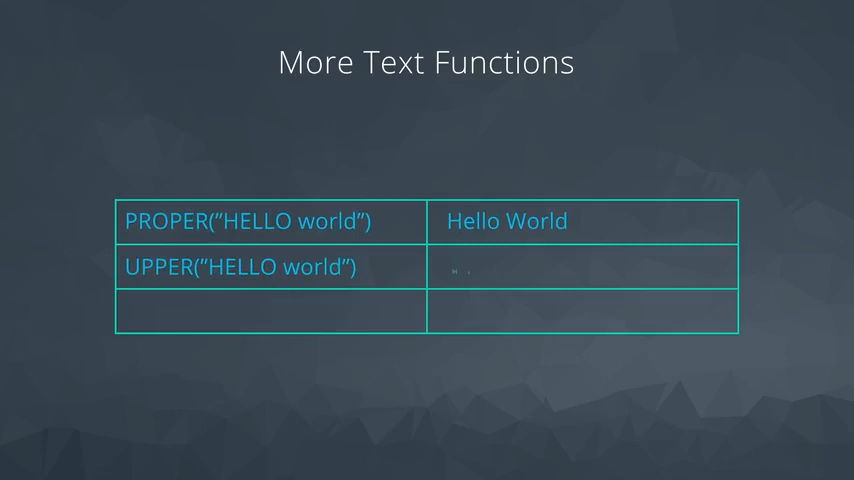 More Text Functions
PROPER(”HELLO world”)
Hello World
UPPER(”HELLO world”)